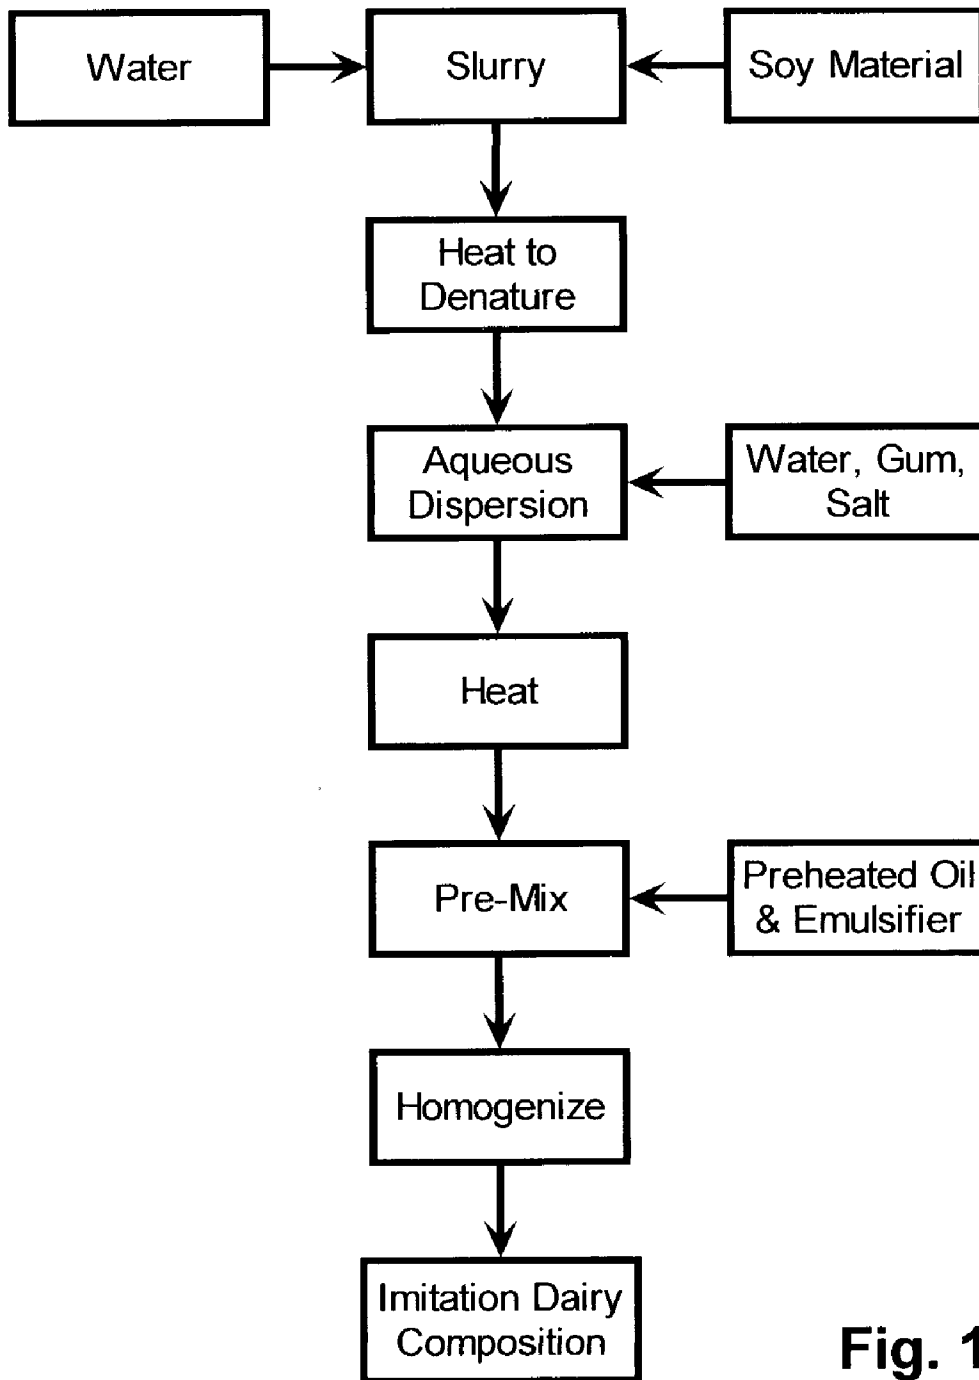 Water
Slurry
Soy Material
Heat to
Denature
Aqueous
Dispersion
Water, Gum,
Salt
Heat
Pre-Mix
Preheated Oil
& Emulsifier
Homogenize
Imitation Dairy
Composition
Fig. 1